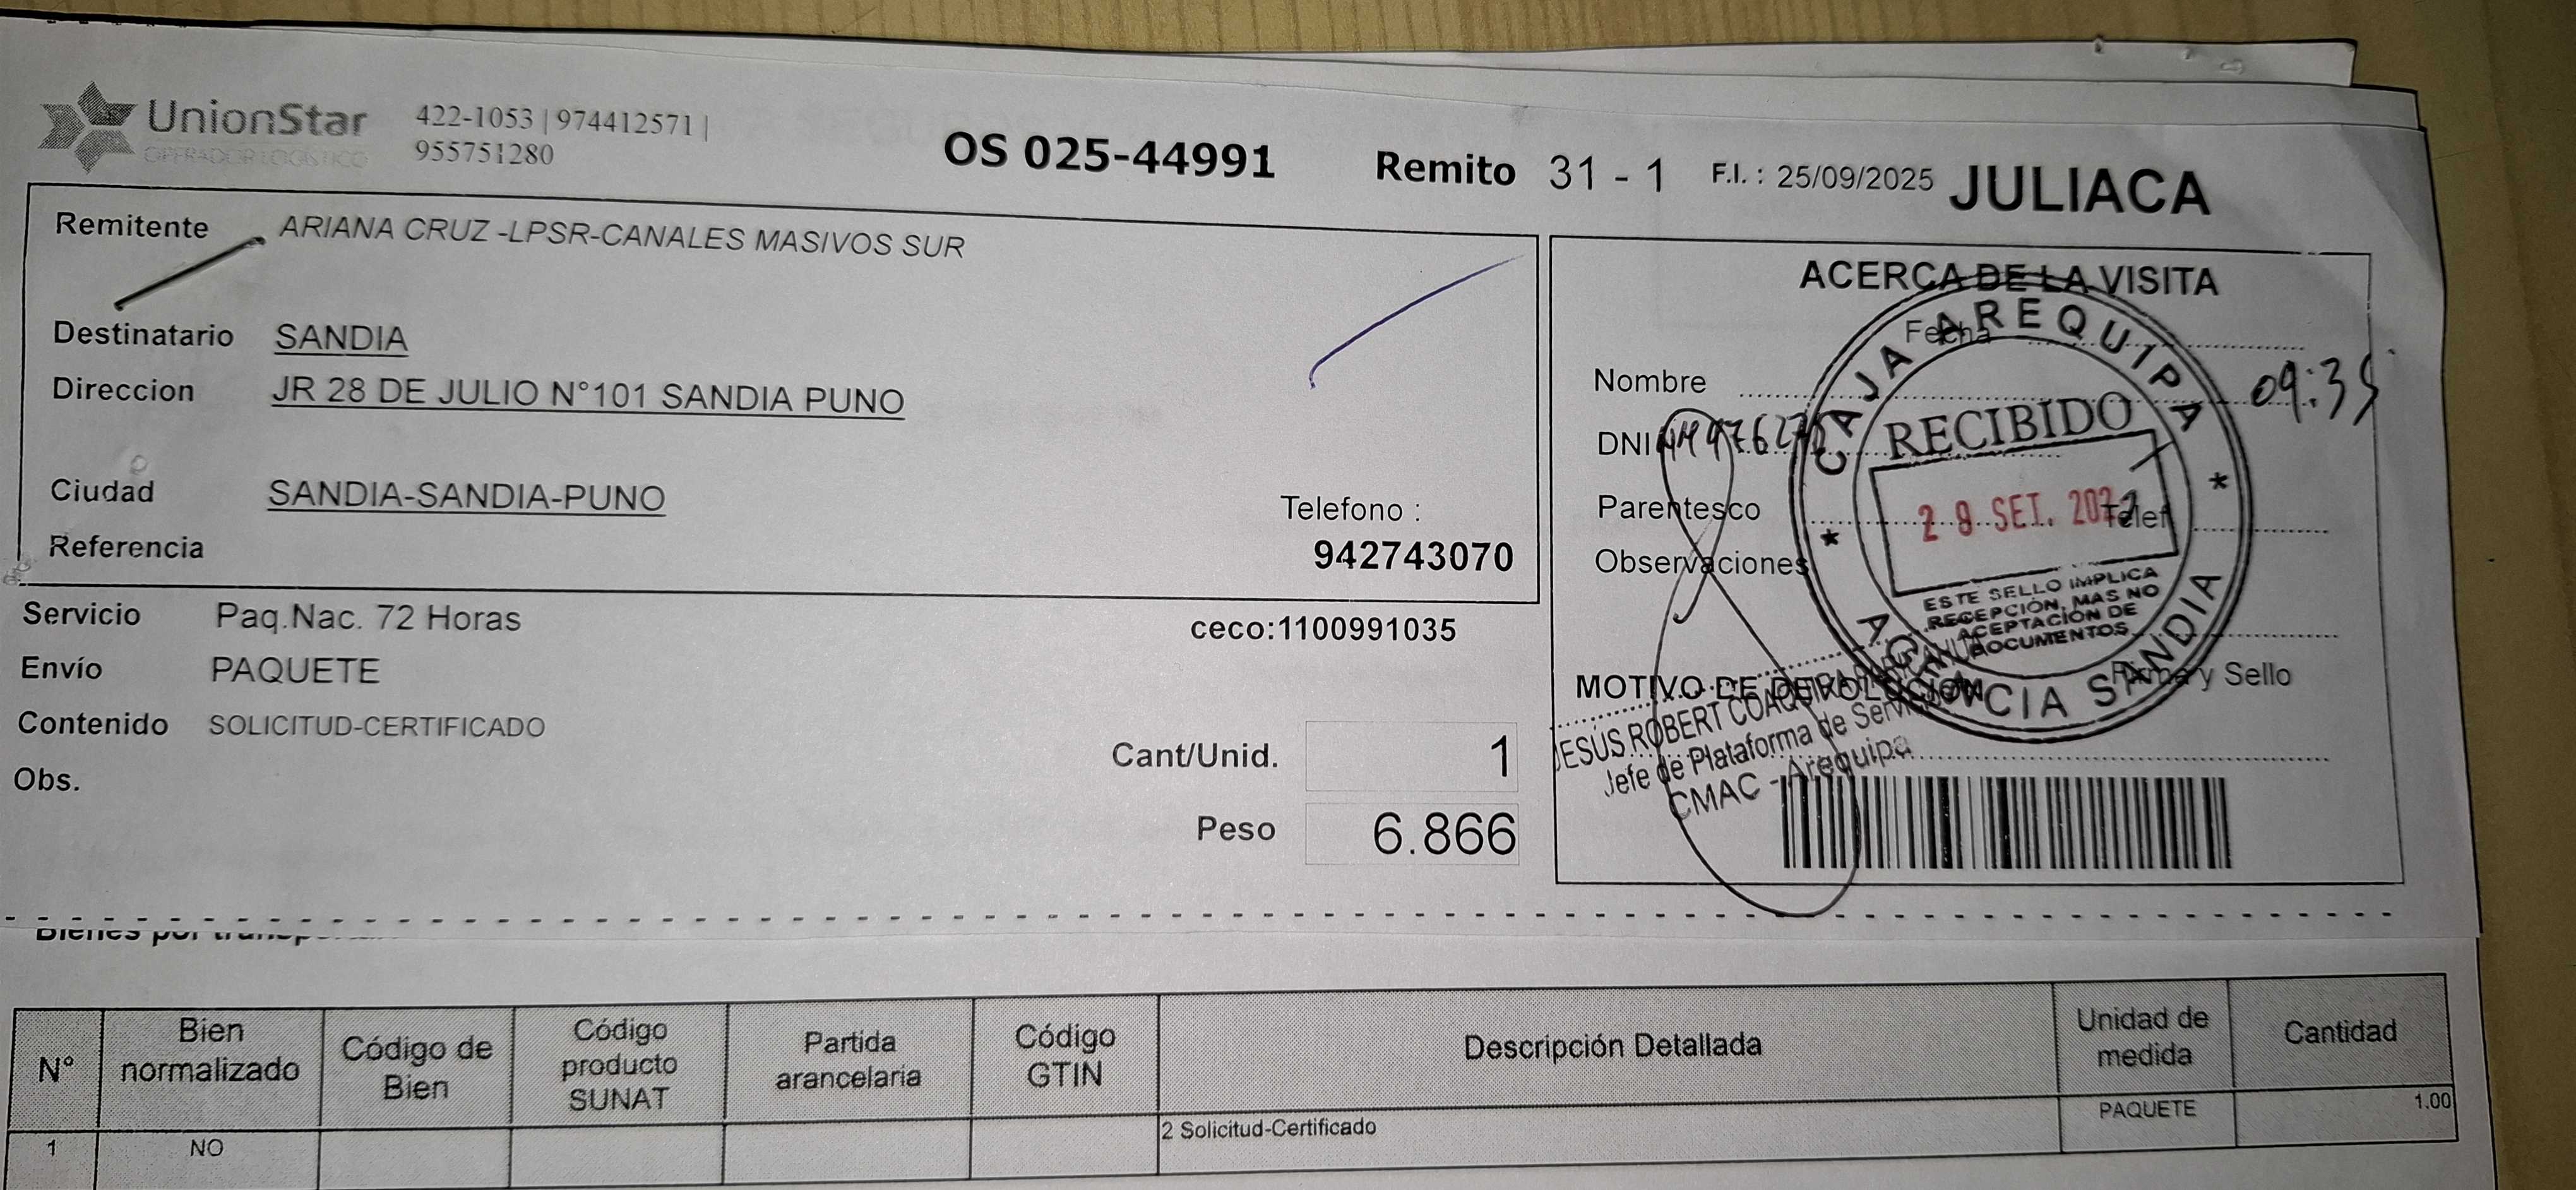 UnionStar
OPERADOR LOGISTICO
422-1053 | 974412571 |
955751280
OS 025-44991
Remito 31 - 1
F.I. : 25/09/2025
JULIACA
Remitente ARIANA CRUZ -LPSR-CANALES MASIVOS SUR
Destinatario SANDIA
Direccion JR 28 DE JULIO N°101 SANDIA PUNO
Ciudad SANDIA-SANDIA-PUNO
Referencia
Telefono :
942743070
Servicio Paq.Nac. 72 Horas
ceco:1100991035
Envío PAQUETE
Contenido SOLICITUD-CERTIFICADO
Obs.
Cant/Unid. 1
Peso 6.866
ACERCA DE LA VISITA
Fecha
Nombre
09:35
DNI
Parentesco
Telef
Observaciones
Firma y Sello
MOTIVO DE DEVOLUCION
CAJA AREQUIPA
RECIBIDO
SET.
ESTE SELLO IMPLICA
RECEPCIÓN, MAS NO
ACEPTACIÓN DE
DOCUMENTOS
AGENCIA SANDIA
JESÚS ROBERT
Jefe de Plataforma de
CMAC - Arequipa
Bienes por
N° Bien normalizado Código de Bien Código producto SUNAT Partida arancelaria Código GTIN Descripción Detallada Unidad de medida Cantidad
1 NO 2 Solicitud-Certificado PAQUETE 1.00